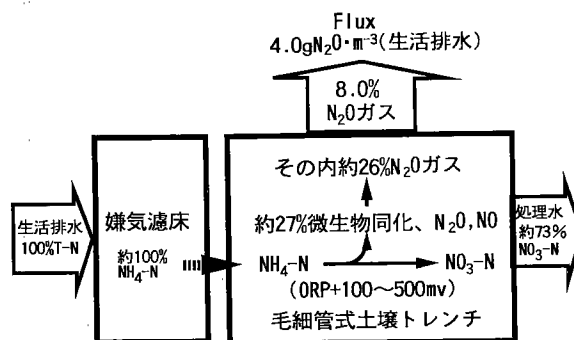 Flux
4.0gN₂O・m⁻³(生活排水)
8.0%
N₂Oガス
その内約26%N₂Oガス
生活排水
100%T-N
嫌気濾床
約100%
NH₄-N
約27%微生物同化、N₂O,NO
NH₄-N
NO₃-N
(ORP+100〜500mv)
毛細管式土壌トレンチ
処理水
約73%
NO₃-N